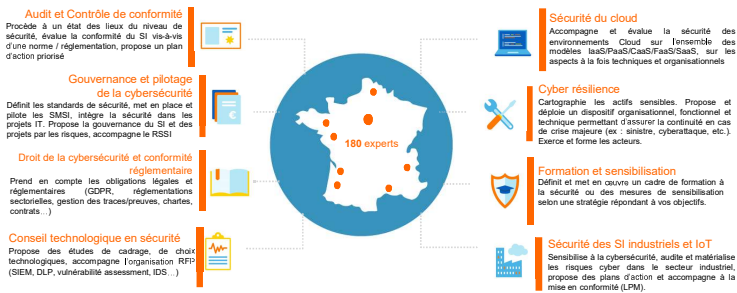 Audit et Contrôle de conformité
Procède à un état des lieux du niveau de
sécurité, évalue la conformité du SI vis-à-vis
d'une norme / réglementation, propose un plan
d'action priorisé
Gouvernance et pilotage
de la cybersécurité
Définit les standards de sécurité, met en place et
pilote les SMSI, intègre la sécurité dans les
projets IT. Propose la gouvernance du SI et des
projets par les risques, accompagne le RSSI
Droit de la cybersécurité et conformité
réglementaire
Prend en compte les obligations légales et
réglementaires (GDPR, réglementations
sectorielles, gestion des traces/preuves, chartes,
contrats…)
Conseil technologique en sécurité
Propose des études de cadrage, de choix
technologiques, accompagne l'organisation RFP
(SIEM, DLP, vulnérabilité assessment, IDS…)
180 experts
Sécurité du cloud
Accompagne et évalue la sécurité des
environnements Cloud sur l'ensemble des
modèles IaaS/PaaS/CaaS/FaaS/SaaS, sur les
aspects à la fois techniques et organisationnels
Cyber résilience
Cartographie les actifs sensibles. Propose et
déploie un dispositif organisationnel, fonctionnel et
technique permettant d'assurer la continuité en cas
de crise majeure (ex : sinistre, cyberattaque, etc.).
Exerce et forme les acteurs.
Formation et sensibilisation
Définit et met en œuvre un cadre de formation à
la sécurité ou des mesures de sensibilisation
selon une stratégie répondant à vos objectifs.
Sécurité des SI industriels et IoT
Sensibilise à la cybersécurité, audite et matérialise
les risques cyber dans le secteur industriel,
propose des plans d'action et accompagne à la
mise en conformité (LPM).